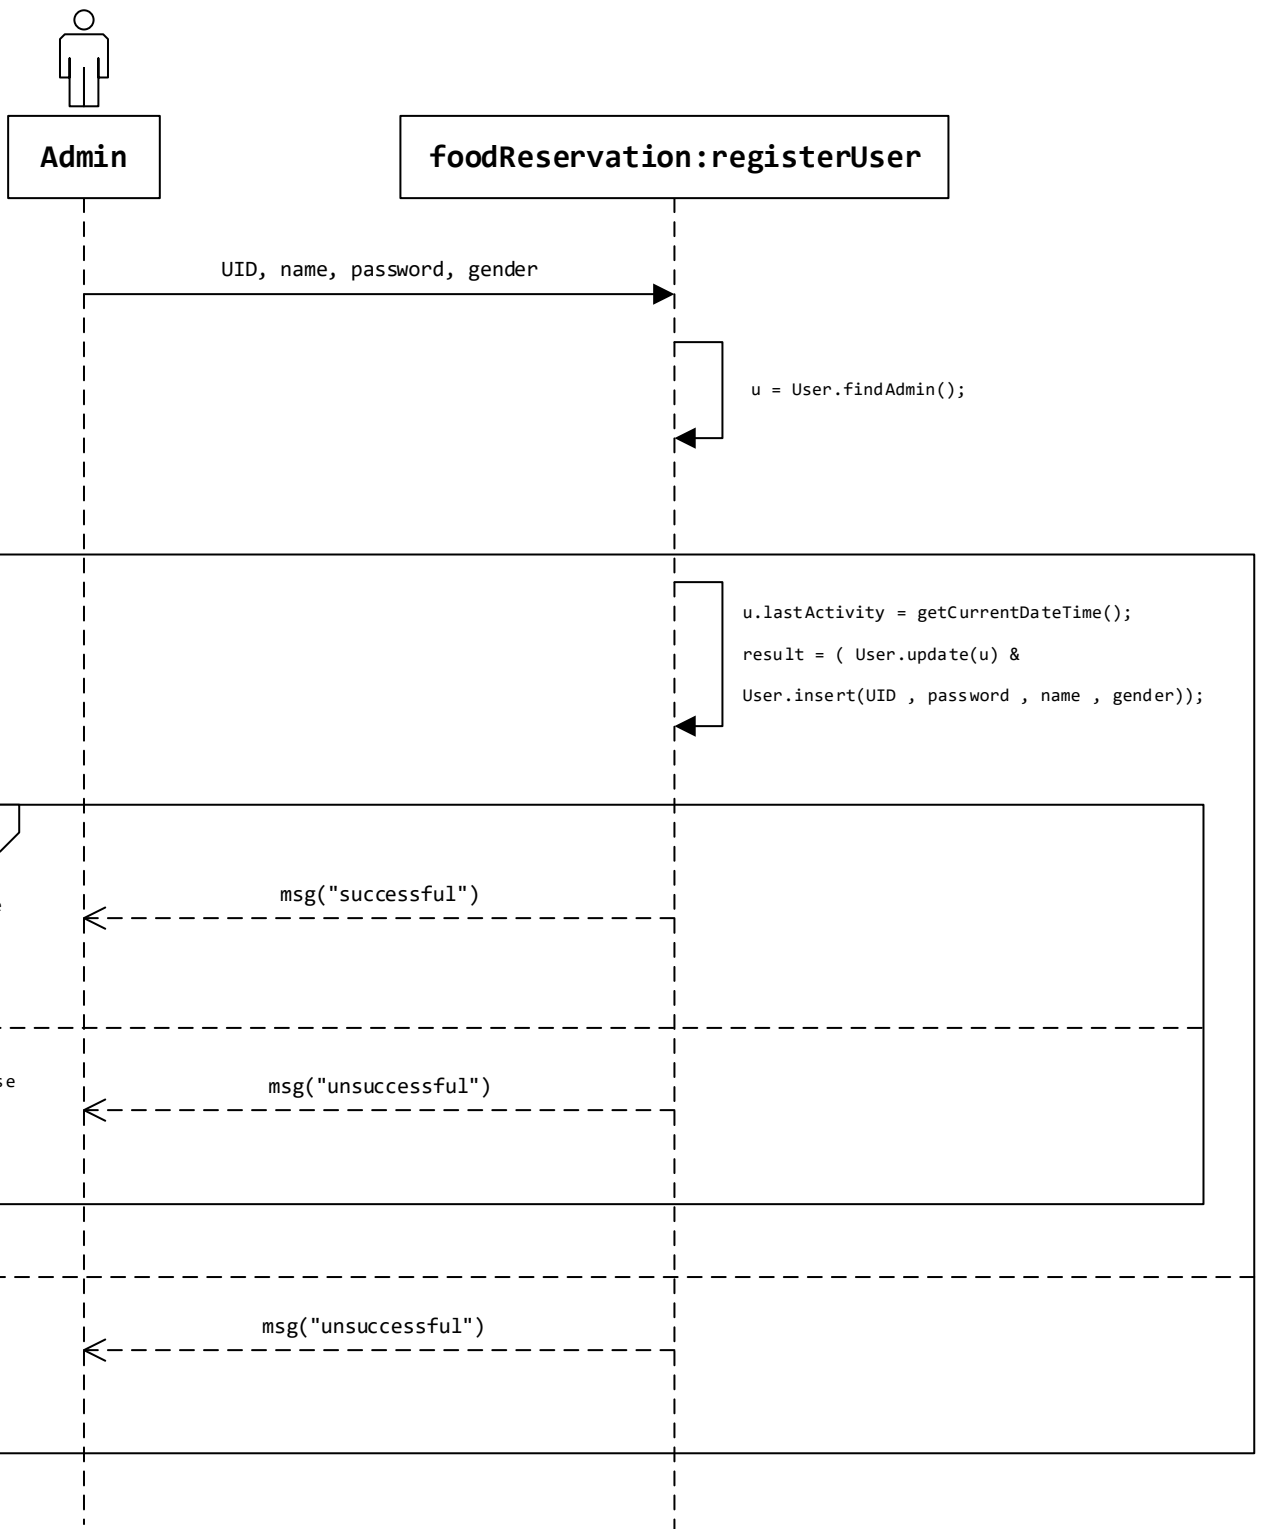 Admin
foodReservation:registerUser
UID, name, password, gender
u = User.findAdmin();
u.lastActivity = getCurrentDateTime();
result = ( User.update(u) &
User.insert(UID , password , name , gender));
msg("successful")
msg("unsuccessful")
msg("unsuccessful")